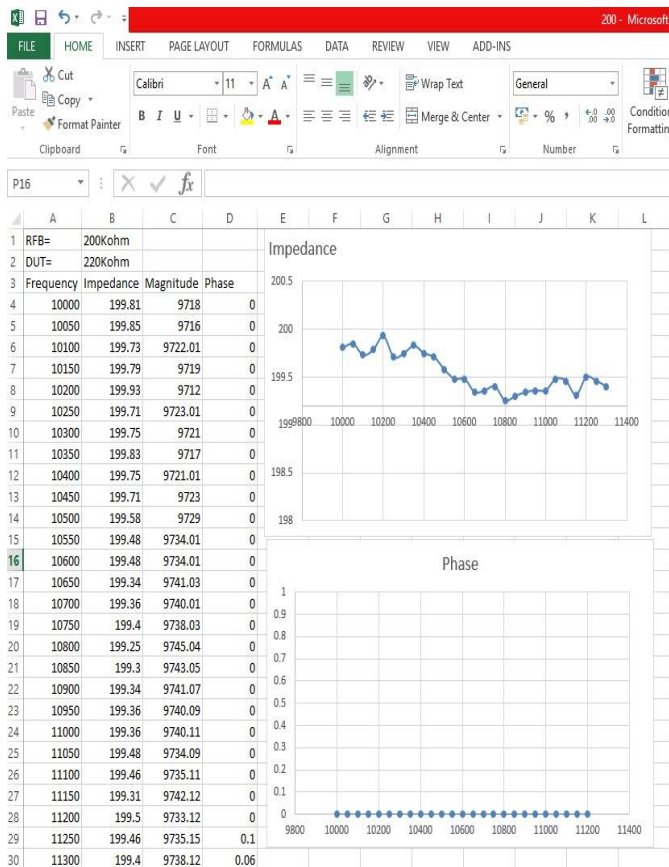 200 - Microsoft
FILE HOME INSERT PAGE LAYOUT FORMULAS DATA REVIEW VIEW ADD-INS
Cut
Copy
Format Painter
Paste
Calibri 11
Wrap Text
Merge & Center
General
Condition
Formattin
Clipboard Font Alignment Number
P16
A B C D E F G H I J K L
1 RFB= 200Kohm
2 DUT= 220Kohm
3 Frequency Impedance Magnitude Phase
4 10000 199.81 9718 0
5 10050 199.85 9716 0
6 10100 199.73 9722.01 0
7 10150 199.79 9719 0
8 10200 199.93 9712 0
9 10250 199.71 9723.01 0
10 10300 199.75 9721 0
11 10350 199.83 9717 0
12 10400 199.75 9721.01 0
13 10450 199.71 9723 0
14 10500 199.58 9729 0
15 10550 199.48 9734.01 0
16 10600 199.48 9734.01 0
17 10650 199.34 9741.03 0
18 10700 199.36 9740.01 0
19 10750 199.4 9738.03 0
20 10800 199.25 9745.04 0
21 10850 199.3 9743.05 0
22 10900 199.34 9741.07 0
23 10950 199.36 9740.09 0
24 11000 199.36 9740.11 0
25 11050 199.48 9734.09 0
26 11100 199.46 9735.11 0
27 11150 199.31 9742.12 0
28 11200 199.5 9733.12 0
29 11250 199.46 9735.15 0.1
30 11300 199.4 9738.12 0.06
Impedance
200.5
200
199.5
199
198.5
198
9800 10000 10200 10400 10600 10800 11000 11200 11400
Phase
1
0.9
0.8
0.7
0.6
0.5
0.4
0.3
0.2
0.1
0
9800 10000 10200 10400 10600 10800 11000 11200 11400